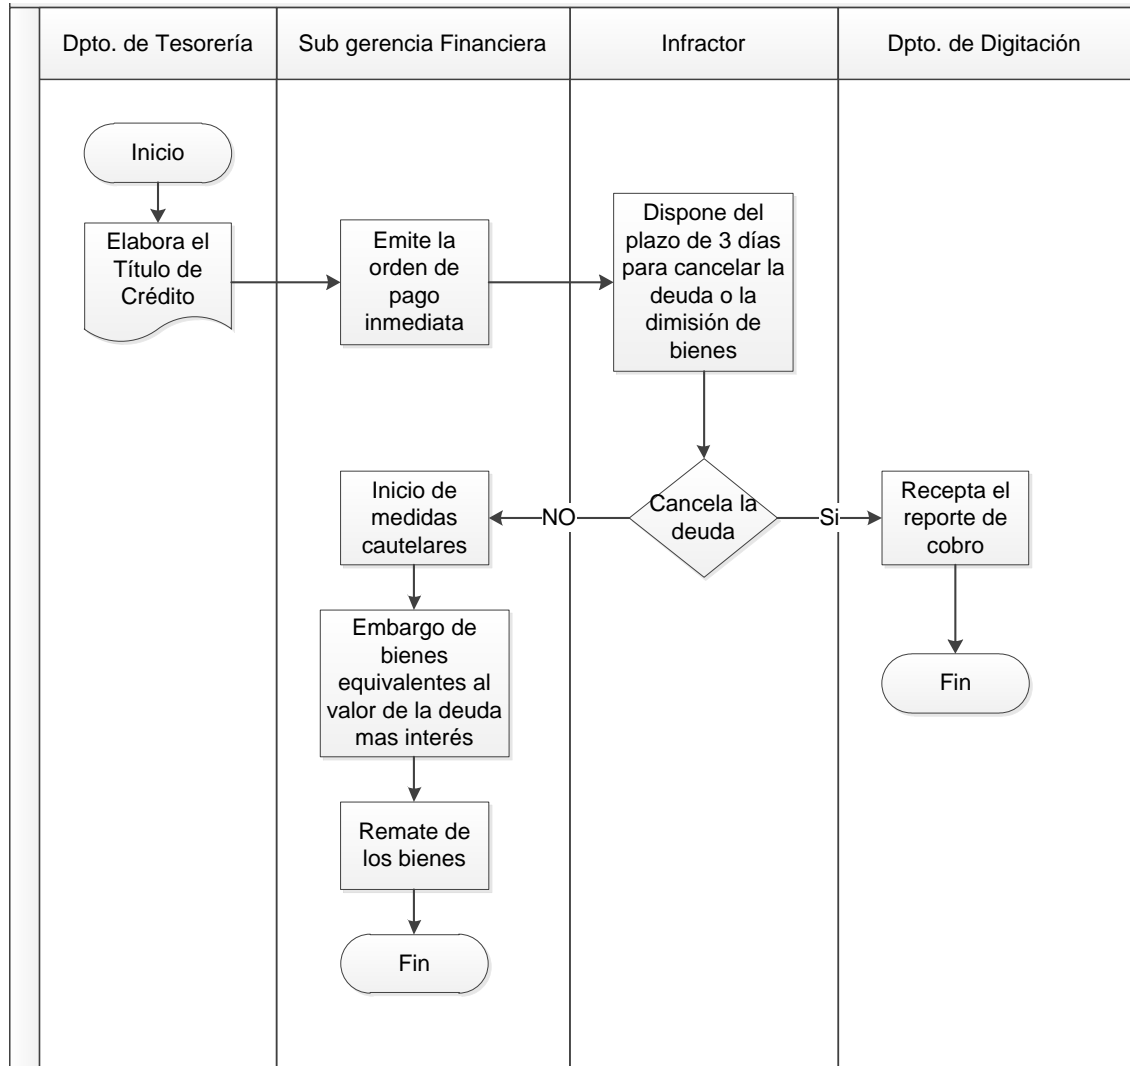 Dpto. de Tesorería
Sub gerencia Financiera
Infractor
Dpto. de Digitación
Inicio
Elabora el
Título de
Crédito
Emite la
orden de
pago
inmediata
Dispone del
plazo de 3 días
para cancelar la
deuda o la
dimisión de
bienes
Cancela la
deuda
NO
Si
Inicio de
medidas
cautelares
Recepta el
reporte de
cobro
Embargo de
bienes
equivalentes al
valor de la deuda
mas interés
Fin
Remate de
los bienes
Fin